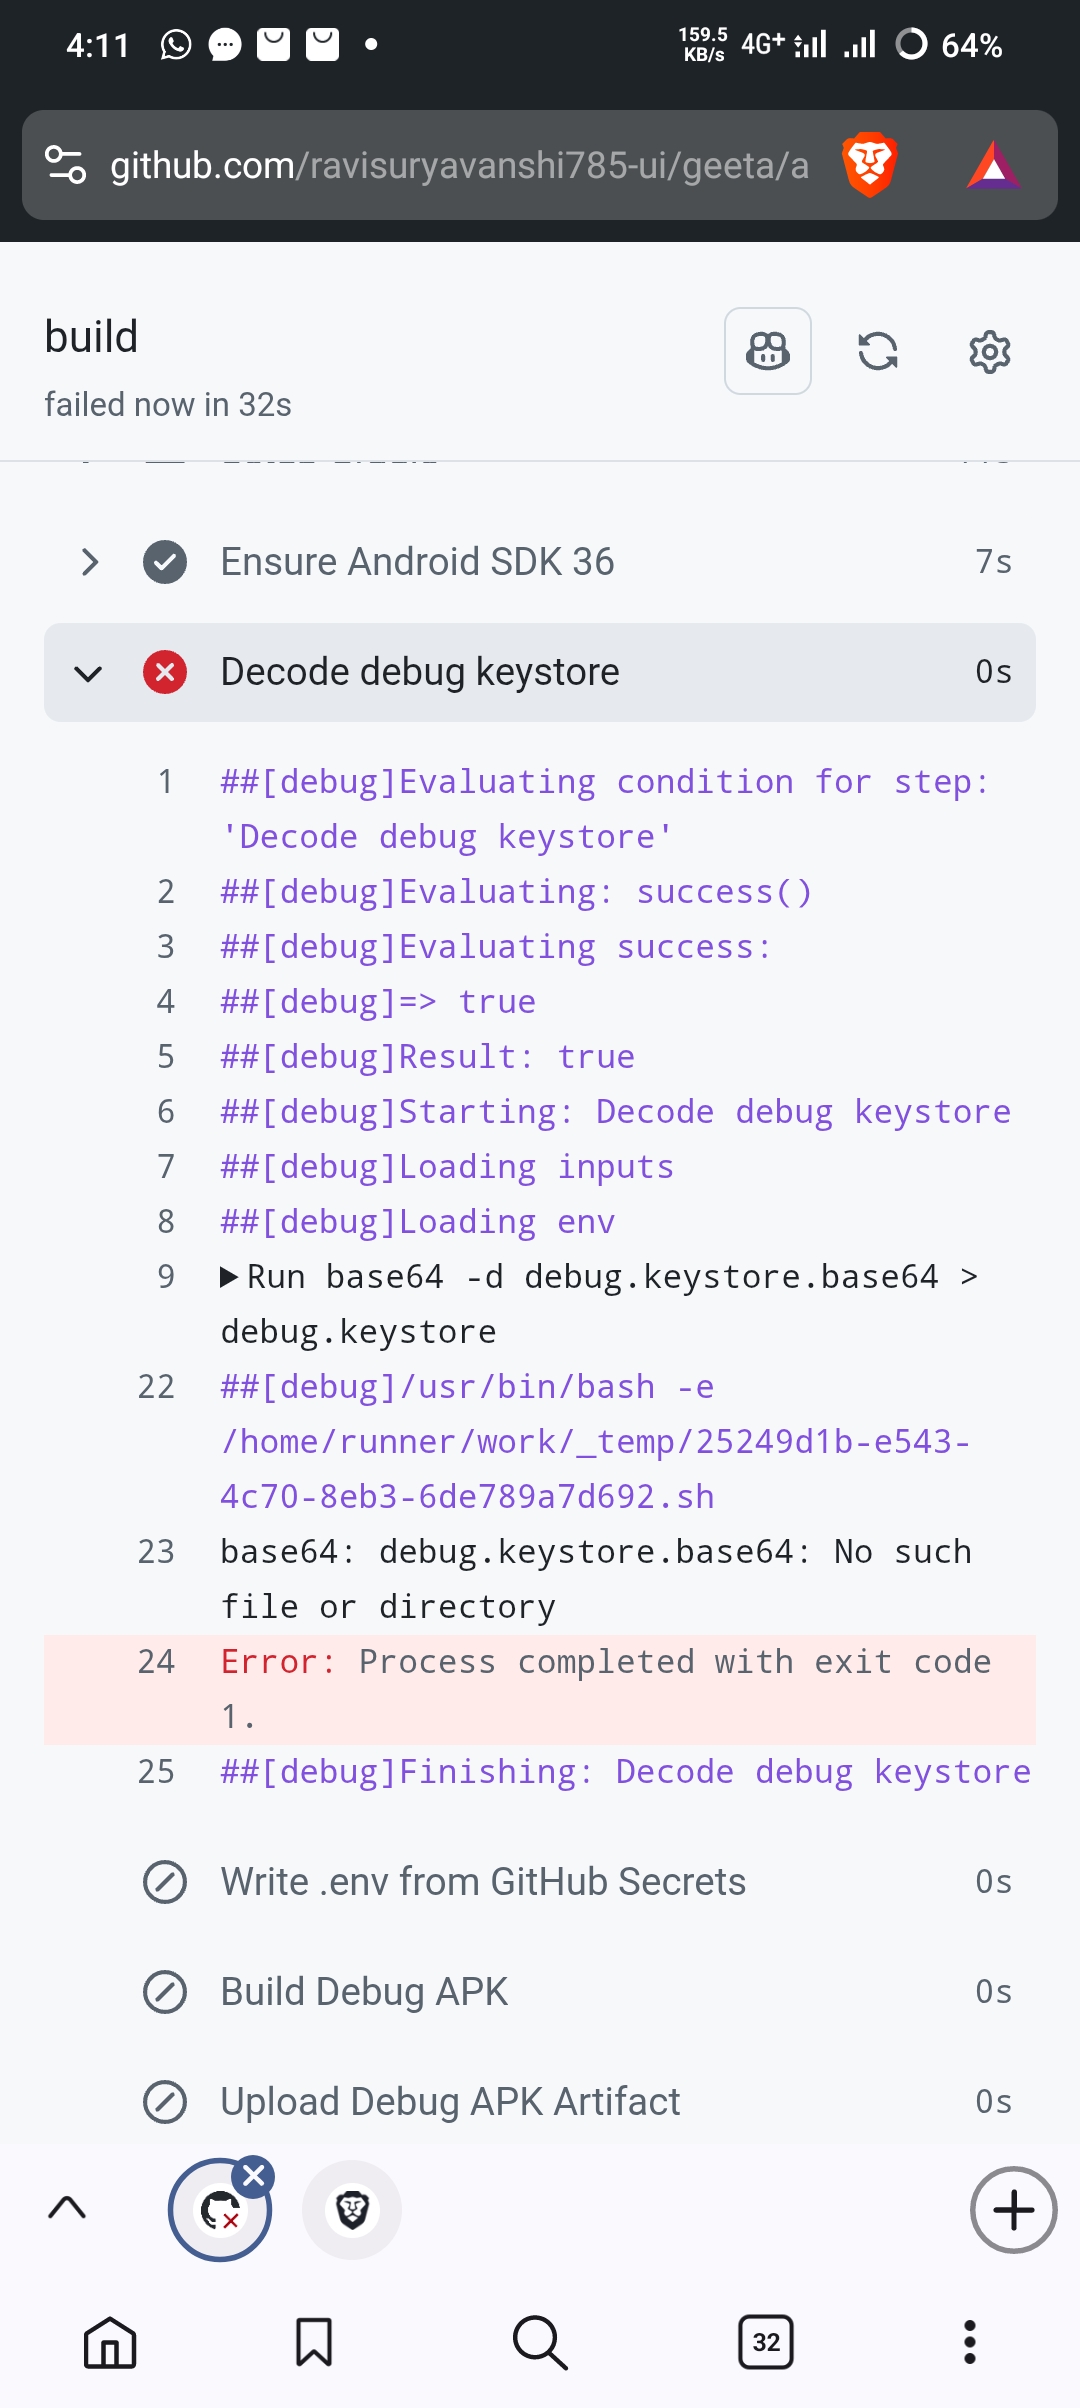 4:11
159.5 KB/s 4G+ 64%
github.com/ravisuryavanshi785-ui/geeta/a
build
failed now in 32s
Ensure Android SDK 36 7s
Decode debug keystore 0s
1 ##[debug]Evaluating condition for step:
'Decode debug keystore'
2 ##[debug]Evaluating: success()
3 ##[debug]Evaluating success:
4 ##[debug]=> true
5 ##[debug]Result: true
6 ##[debug]Starting: Decode debug keystore
7 ##[debug]Loading inputs
8 ##[debug]Loading env
9 ▶Run base64 -d debug.keystore.base64 >
debug.keystore
22 ##[debug]/usr/bin/bash -e
/home/runner/work/_temp/25249d1b-e543-
4c70-8eb3-6de789a7d692.sh
23 base64: debug.keystore.base64: No such
file or directory
24 Error: Process completed with exit code
1.
25 ##[debug]Finishing: Decode debug keystore
Write .env from GitHub Secrets 0s
Build Debug APK 0s
Upload Debug APK Artifact 0s
32